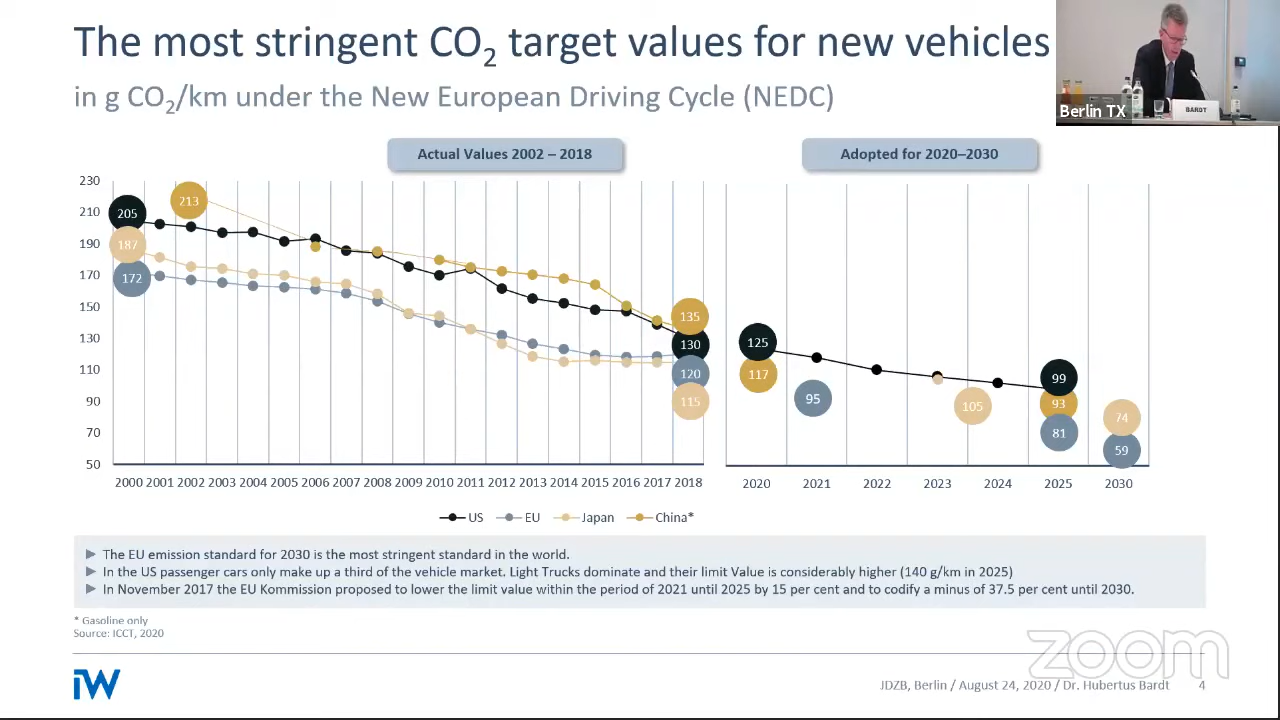 The most stringent CO2 target values for new vehicles
in g CO2/km under the New European Driving Cycle (NEDC)
Berlin TX
BARDT
Actual Values 2002 – 2018
Adopted for 2020–2030
230
210
190
170
150
130
110
90
70
50
205
187
172
213
135
130
120
115
125
117
95
105
99
93
81
74
59
2000 2001 2002 2003 2004 2005 2006 2007 2008 2009 2010 2011 2012 2013 2014 2015 2016 2017 2018
2020 2021 2022 2023 2024 2025 2030
US EU Japan China*
► The EU emission standard for 2030 is the most stringent standard in the world.
► In the US passenger cars only make up a third of the vehicle market. Light Trucks dominate and their limit Value is considerably higher (140 g/km in 2025)
► In November 2017 the EU Kommission proposed to lower the limit value within the period of 2021 until 2025 by 15 per cent and to codify a minus of 37.5 per cent until 2030.
* Gasoline only
Source: ICCT, 2020
zoom
iW
JDZB, Berlin / August 24, 2020 / Dr. Hubertus Bardt 4